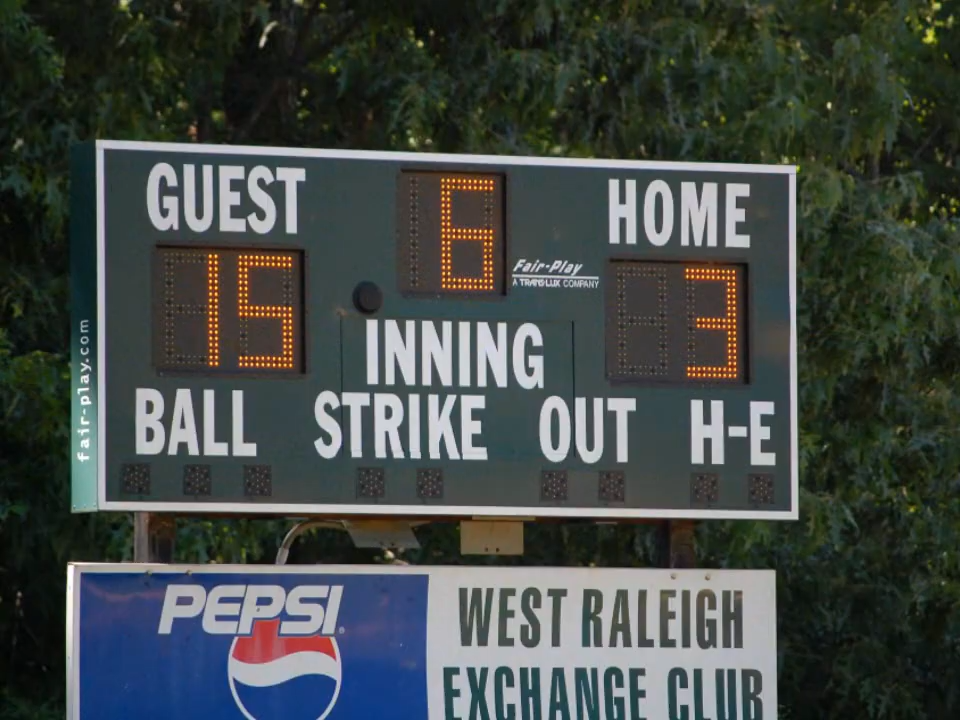 GUEST 6 HOME
15 3
Fair-Play
A TRANS-LUX COMPANY
INNING
BALL STRIKE OUT H-E
fair-play.com
PEPSI
WEST RALEIGH
EXCHANGE CLUB